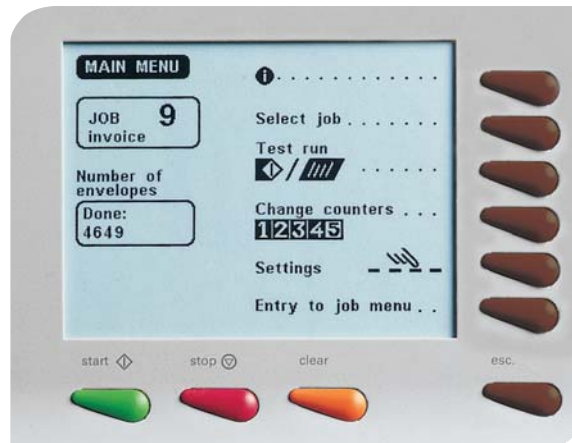 MAIN MENU
JOB 9
invoice
Number of
envelopes
Done:
4649
i. . . . . . . . . . . . .
Select job . . . . . . .
Test run
/ . . . . . .
Change counters . . .
12345
Settings
Entry to job menu . .
start
stop
clear
esc.